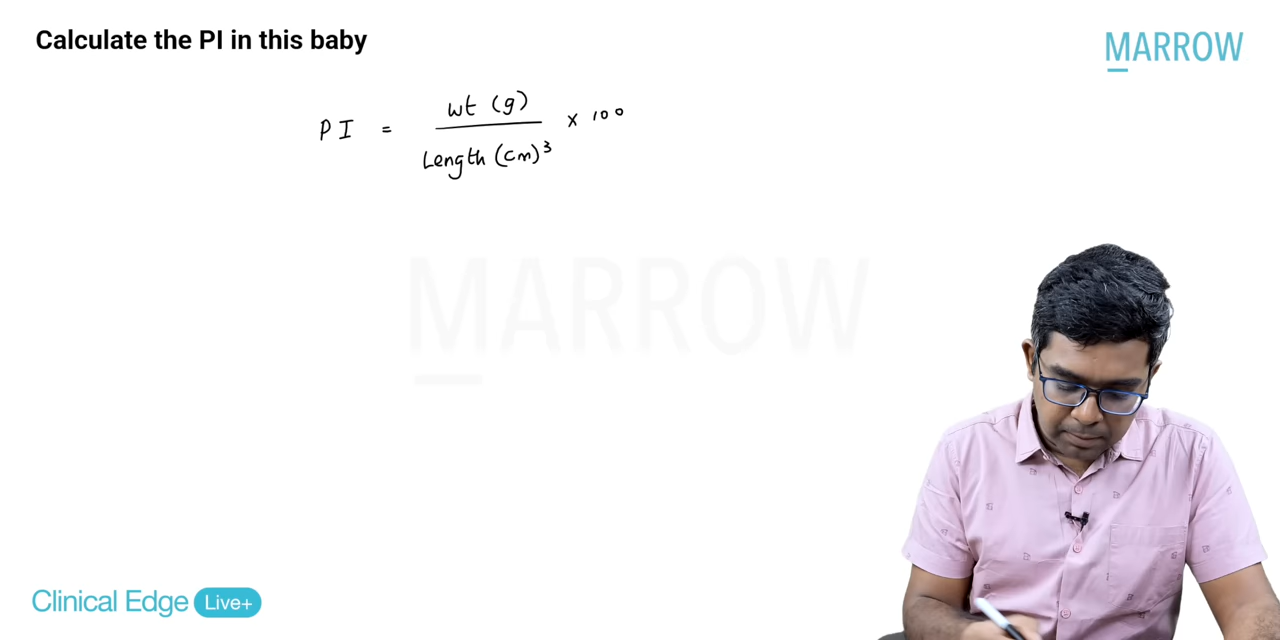 Calculate the PI in this baby
MARROW
PI = wt (g) / Length (cm)³ × 100
MARROW
Clinical Edge Live+